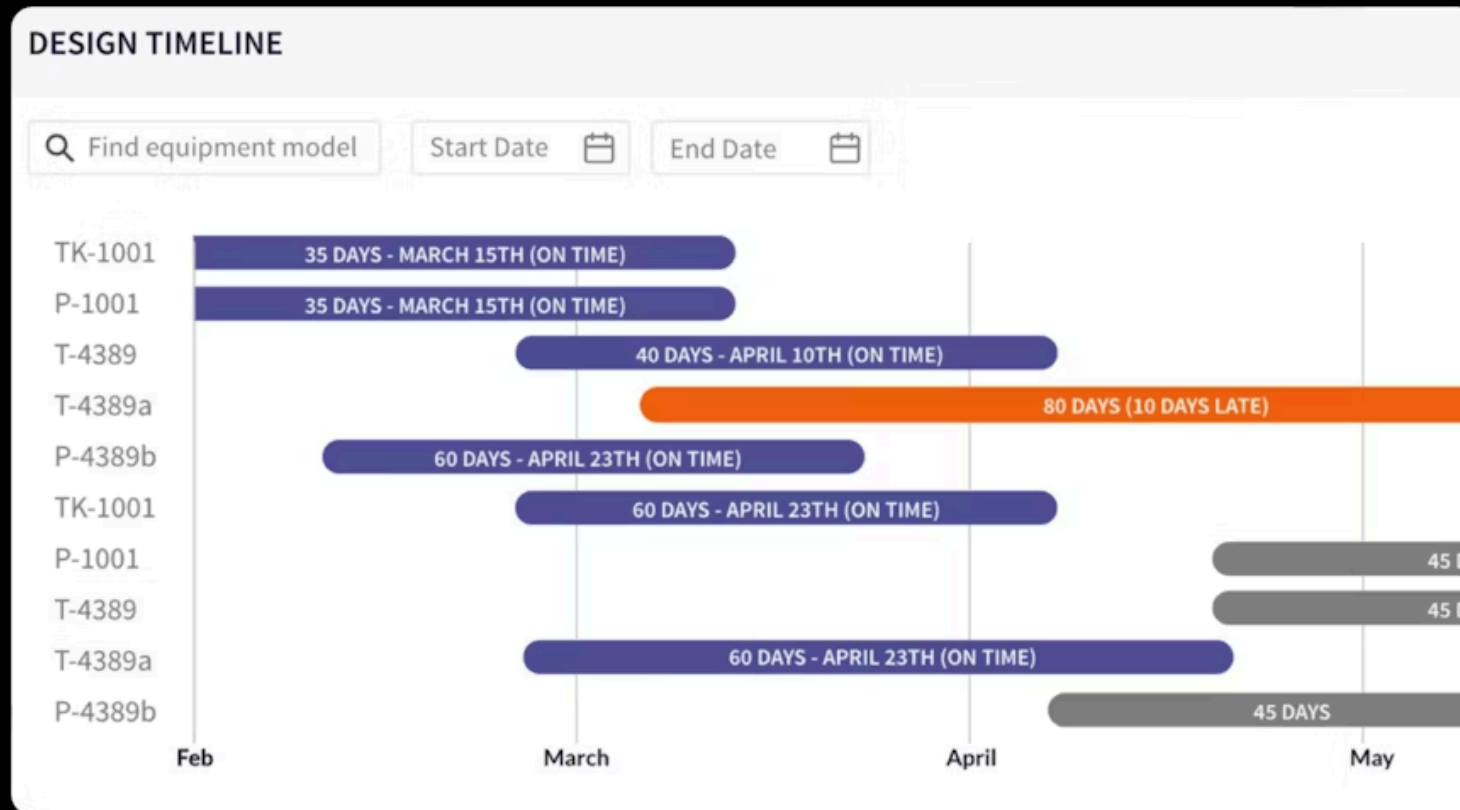 DESIGN TIMELINE
Find equipment model Start Date End Date
TK-1001 35 DAYS - MARCH 15TH (ON TIME)
P-1001 35 DAYS - MARCH 15TH (ON TIME)
T-4389 40 DAYS - APRIL 10TH (ON TIME)
T-4389a 80 DAYS (10 DAYS LATE)
P-4389b 60 DAYS - APRIL 23TH (ON TIME)
TK-1001 60 DAYS - APRIL 23TH (ON TIME)
P-1001 45
T-4389 45
T-4389a 60 DAYS - APRIL 23TH (ON TIME)
P-4389b 45 DAYS
Feb March April May